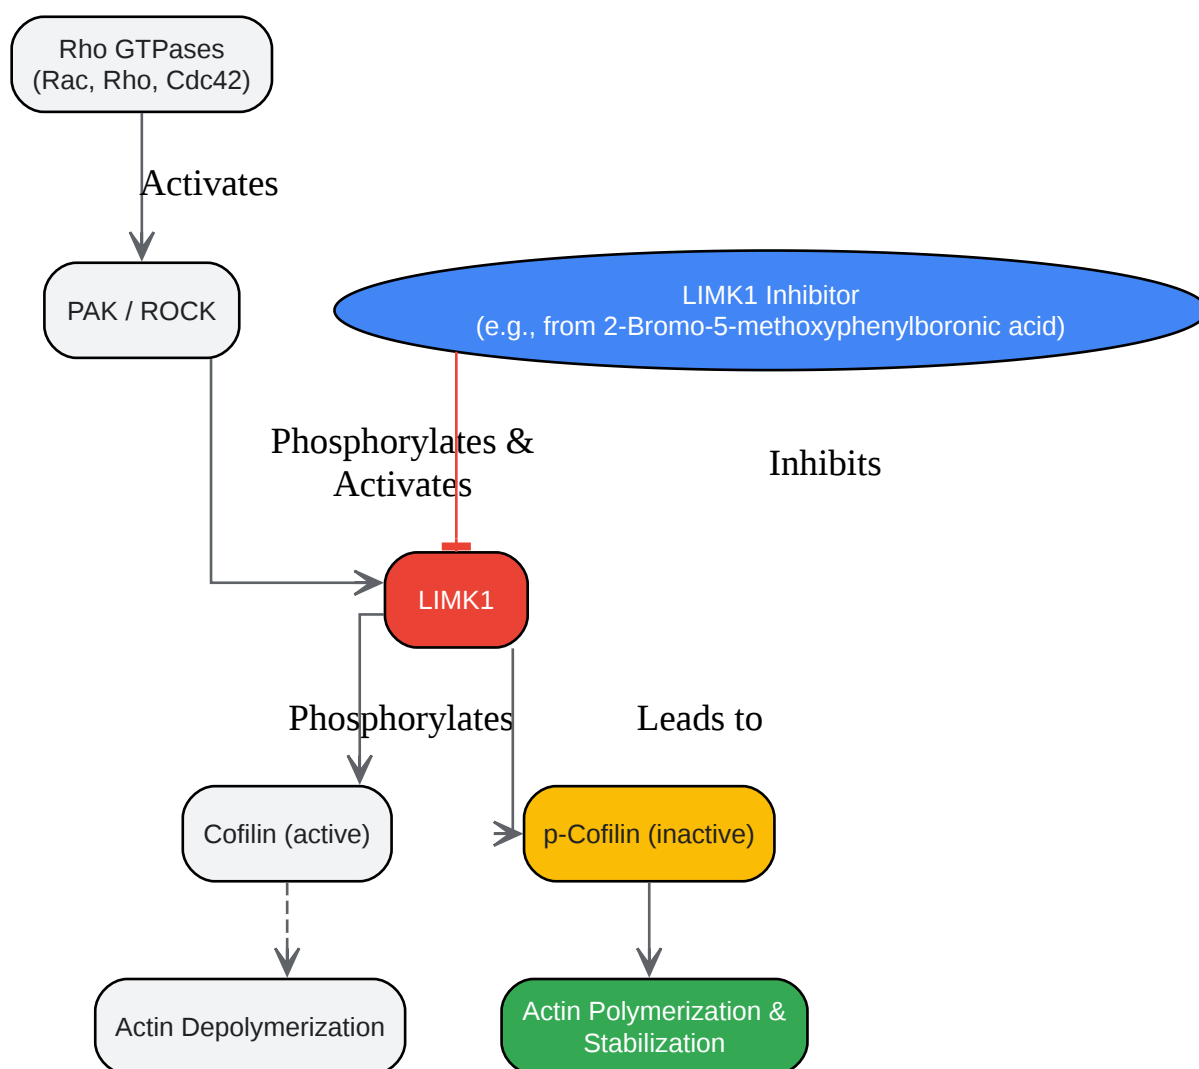 Rho GTPases
(Rac, Rho, Cdc42)
Activates
PAK / ROCK
LIMK1 Inhibitor
(e.g., from 2-Bromo-5-methoxyphenylboronic acid)
Phosphorylates &
Activates
Inhibits
LIMK1
Phosphorylates
Leads to
Cofilin (active)
p-Cofilin (inactive)
Actin Depolymerization
Actin Polymerization &
Stabilization